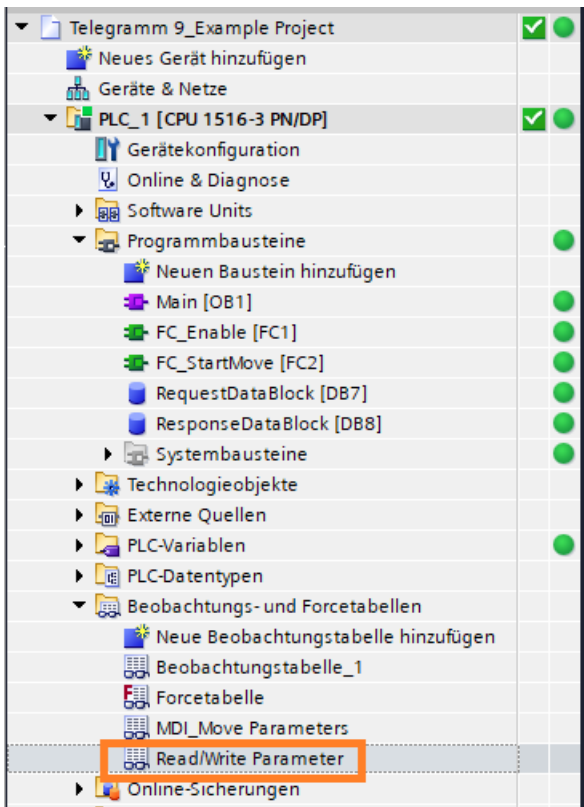 Telegramm 9_Example Project
Neues Gerät hinzufügen
Geräte & Netze
PLC_1 [CPU 1516-3 PN/DP]
Gerätekonfiguration
Online & Diagnose
Software Units
Programmbausteine
Neuen Baustein hinzufügen
Main [OB1]
FC_Enable [FC1]
FC_StartMove [FC2]
RequestDataBlock [DB7]
ResponseDataBlock [DB8]
Systembausteine
Technologieobjekte
Externe Quellen
PLC-Variablen
PLC-Datentypen
Beobachtungs- und Forcetabellen
Neue Beobachtungstabelle hinzufügen
Beobachtungstabelle_1
Forcetabelle
MDI_Move Parameters
Read/Write Parameter
Online-Sicherungen